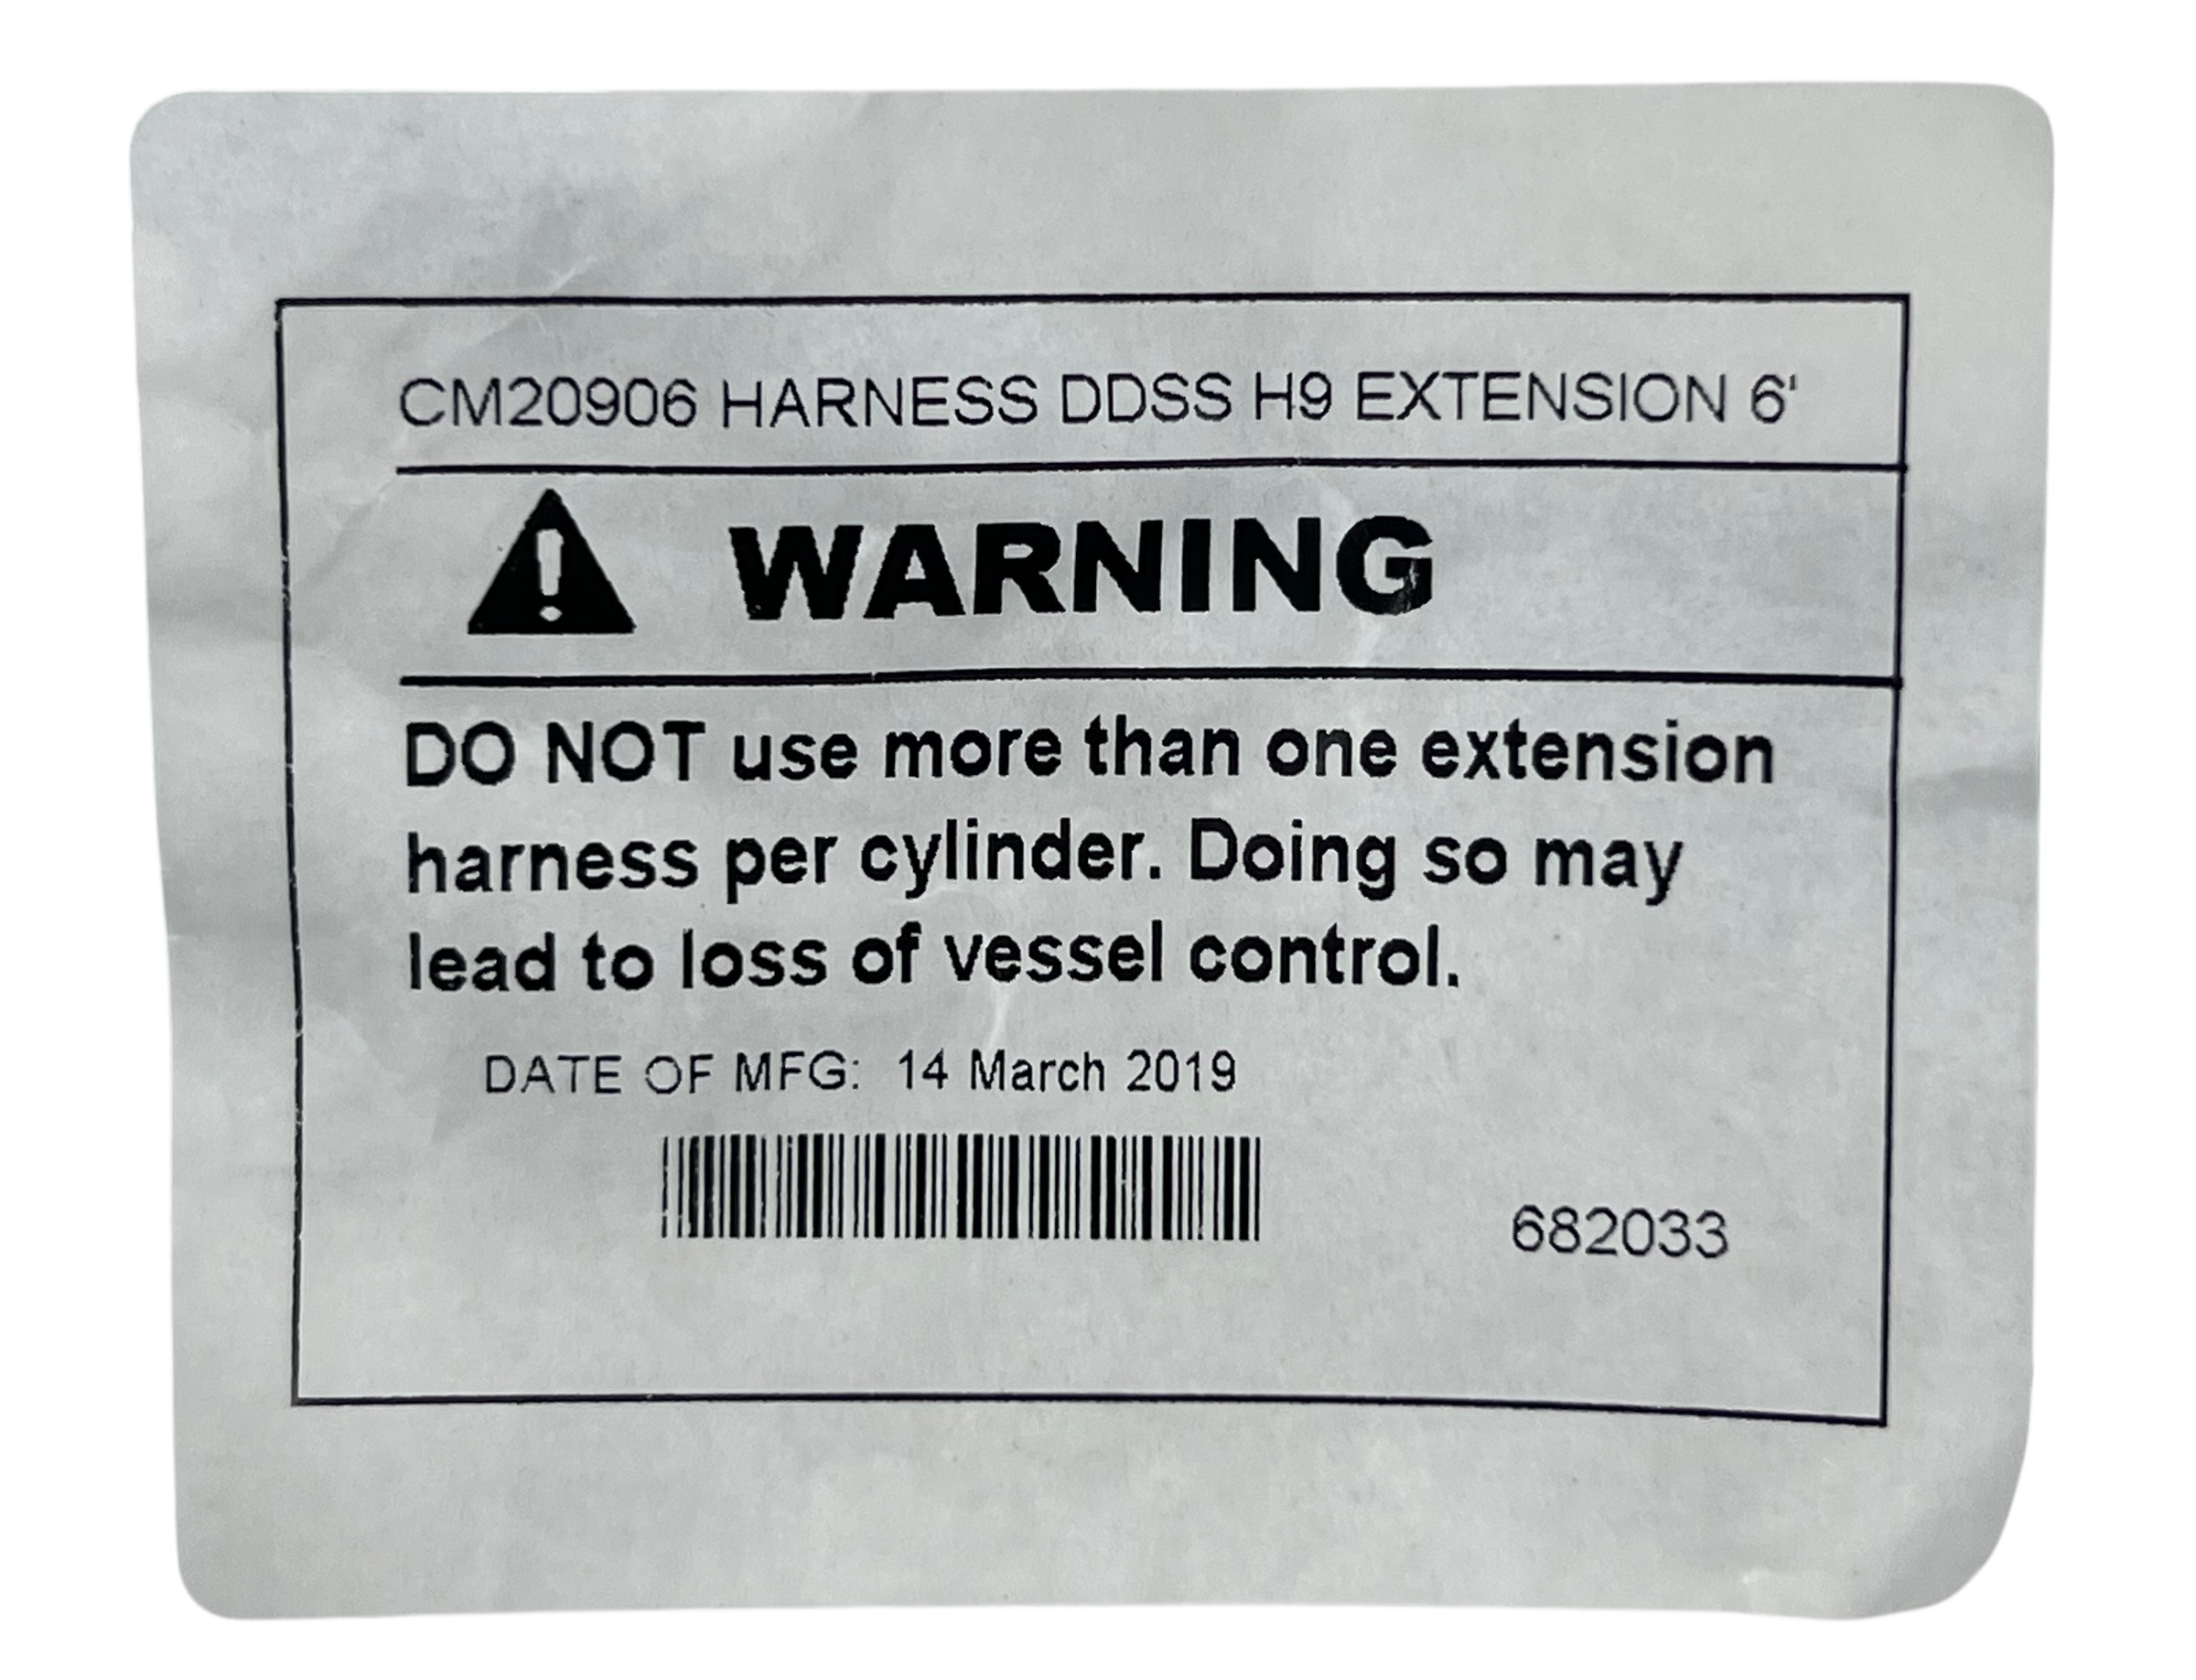 CM20906 HARNESS DDSS H9 EXTENSION 6'
WARNING
DO NOT use more than one extension
harness per cylinder. Doing so may
lead to loss of vessel control.
DATE OF MFG: 14 March 2019
682033